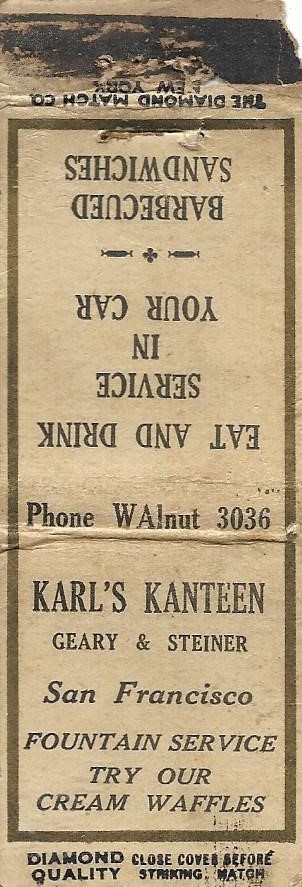 THE DIAMOND MATCH CO.
NEW YORK
EAT AND DRINK
SERVICE
IN
YOUR CAR
BARBECUED
SANDWICHES
Phone WAlnut 3036
KARL'S KANTEEN
GEARY & STEINER
San Francisco
FOUNTAIN SERVICE
TRY OUR
CREAM WAFFLES
DIAMOND QUALITY
CLOSE COVER BEFORE
STRIKING MATCH